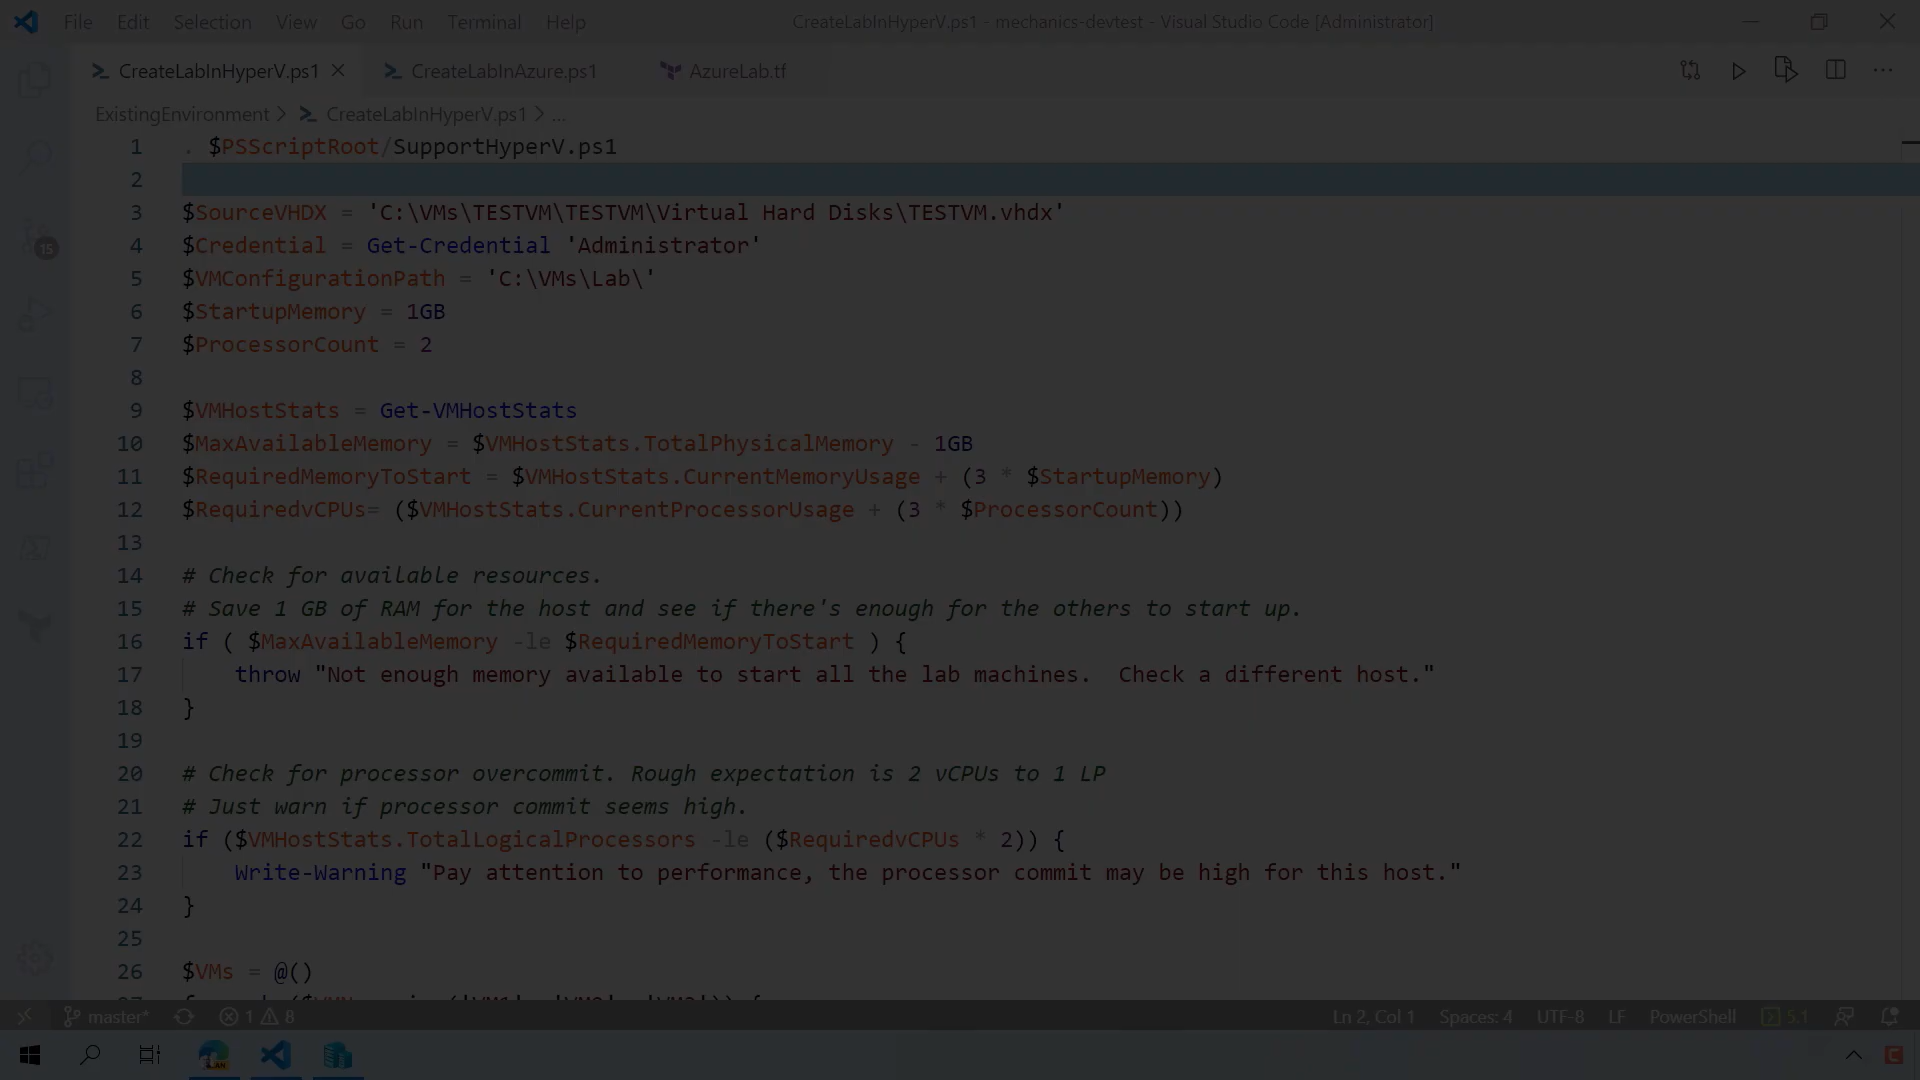 File Edit Selection View Go Run Terminal Help CreateLabInHyperV.ps1 - mechanics-devtest - Visual Studio Code [Administrator]
CreateLabInHyperV.ps1 CreateLabInAzure.ps1 AzureLab.tf
ExistingEnvironment > CreateLabInHyperV.ps1 > ...
1 . $PSScriptRoot/SupportHyperV.ps1
2
3 $SourceVHDX = 'C:\VMs\TESTVM\TESTVM\Virtual Hard Disks\TESTVM.vhdx'
4 $Credential = Get-Credential 'Administrator'
5 $VMConfigurationPath = 'C:\VMs\Lab\'
6 $StartupMemory = 1GB
7 $ProcessorCount = 2
8
9 $VMHostStats = Get-VMHostStats
10 $MaxAvailableMemory = $VMHostStats.TotalPhysicalMemory - 1GB
11 $RequiredMemoryToStart = $VMHostStats.CurrentMemoryUsage + (3 * $StartupMemory)
12 $RequiredvCPUs= ($VMHostStats.CurrentProcessorUsage + (3 * $ProcessorCount))
13
14 # Check for available resources.
15 # Save 1 GB of RAM for the host and see if there's enough for the others to start up.
16 if ( $MaxAvailableMemory -le $RequiredMemoryToStart ) {
17 throw "Not enough memory available to start all the lab machines.  Check a different host."
18 }
19
20 # Check for processor overcommit. Rough expectation is 2 vCPUs to 1 LP
21 # Just warn if processor commit seems high.
22 if ($VMHostStats.TotalLogicalProcessors -le ($RequiredvCPUs * 2)) {
23 Write-Warning "Pay attention to performance, the processor commit may be high for this host."
24 }
25
26 $VMs = @()
15
master* 1 8 Ln 2, Col 1 Spaces: 4 UTF-8 LF PowerShell 5.1